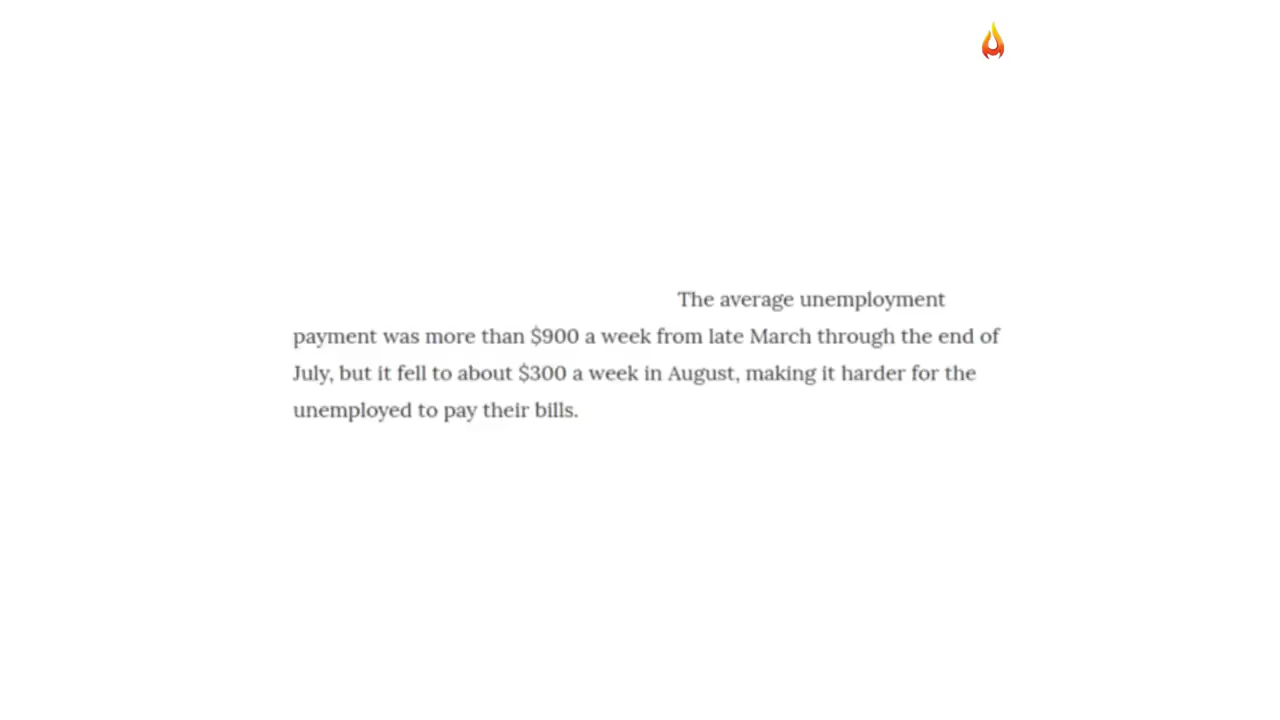 The average unemployment
payment was more than $900 a week from late March through the end of
July, but it fell to about $300 a week in August, making it harder for the
unemployed to pay their bills.